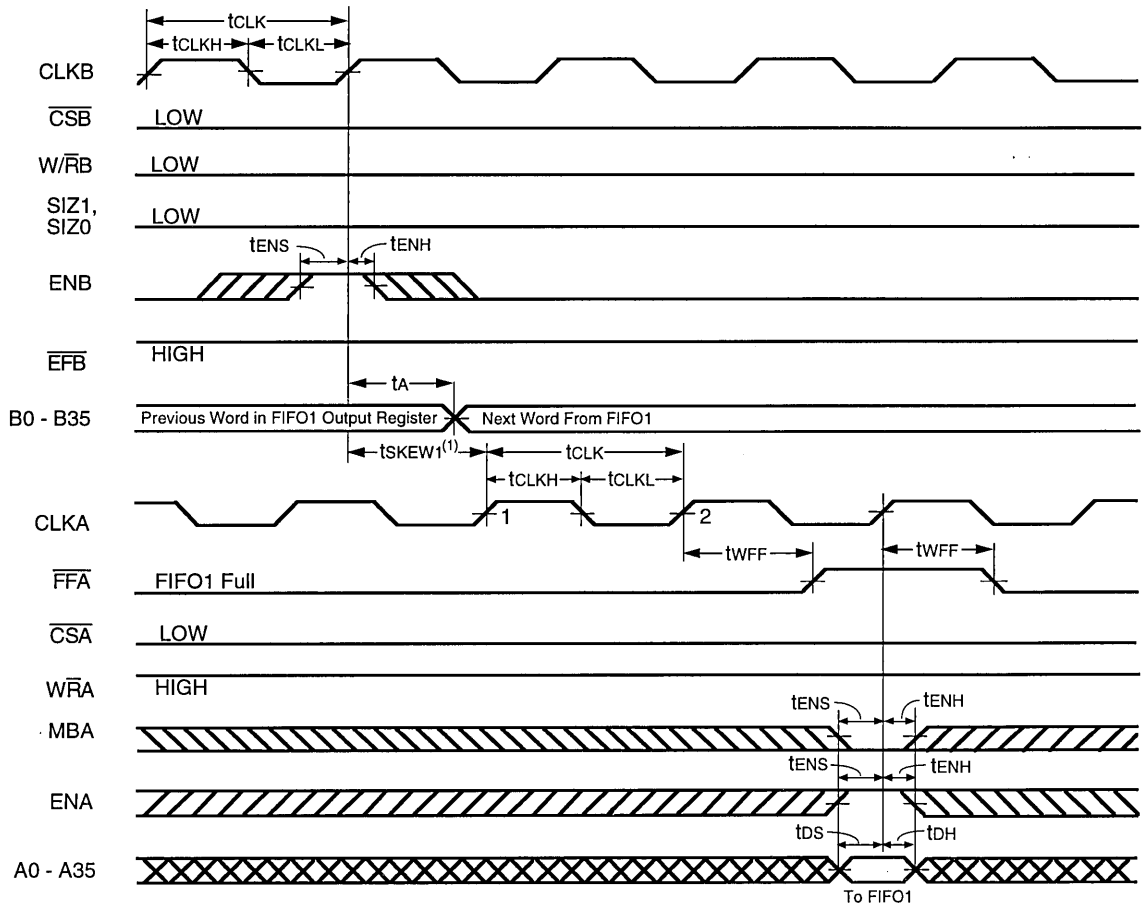 tCLK
tCLKH tCLKL
CLKB
CSB LOW
W/RB LOW
SIZ1,
SIZ0 LOW
tENS tENH
ENB
EFB HIGH
tA
B0 - B35 Previous Word in FIFO1 Output Register Next Word From FIFO1
tSKEW1(1) tCLK
tCLKH tCLKL
CLKA 1 2
tWFF tWFF
FFA FIFO1 Full
CSA LOW
WRA HIGH
tENS tENH
MBA
tENS tENH
ENA
tDS tDH
A0 - A35
To FIFO1